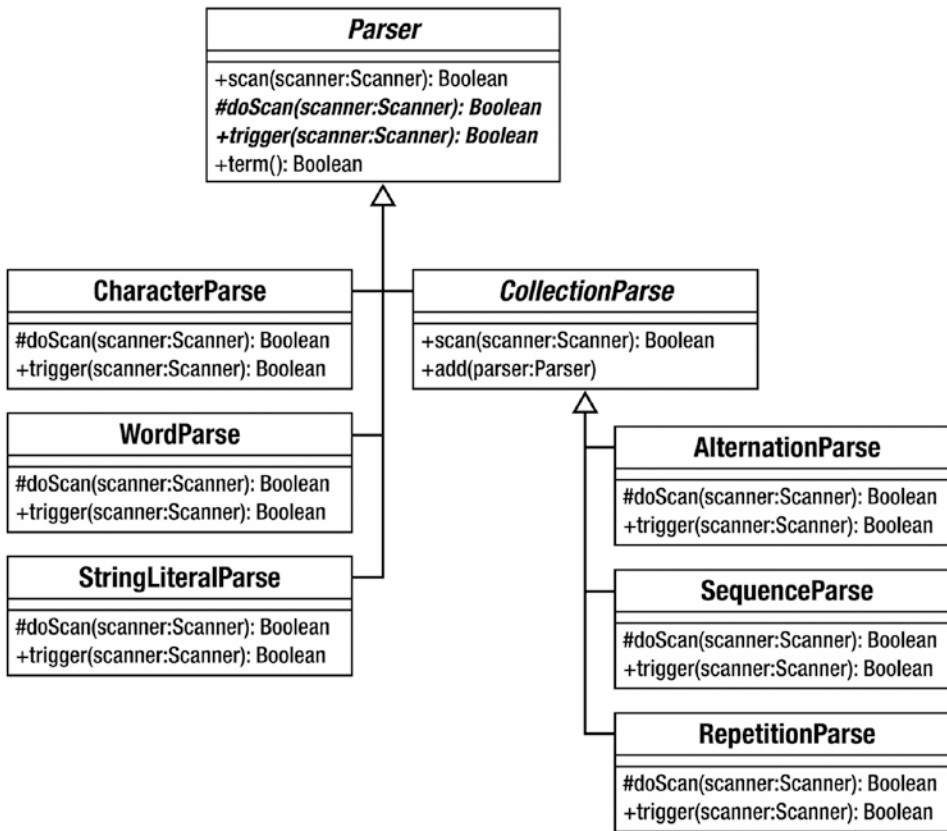 Parser
+scan(scanner:Scanner): Boolean
#doScan(scanner:Scanner): Boolean
+trigger(scanner:Scanner): Boolean
+term(): Boolean
CharacterParse
#doScan(scanner:Scanner): Boolean
+trigger(scanner:Scanner): Boolean
CollectionParse
+scan(scanner:Scanner): Boolean
+add(parser:Parser)
WordParse
#doScan(scanner:Scanner): Boolean
+trigger(scanner:Scanner): Boolean
AlternationParse
#doScan(scanner:Scanner): Boolean
+trigger(scanner:Scanner): Boolean
StringLiteralParse
#doScan(scanner:Scanner): Boolean
+trigger(scanner:Scanner): Boolean
SequenceParse
#doScan(scanner:Scanner): Boolean
+trigger(scanner:Scanner): Boolean
RepetitionParse
#doScan(scanner:Scanner): Boolean
+trigger(scanner:Scanner): Boolean